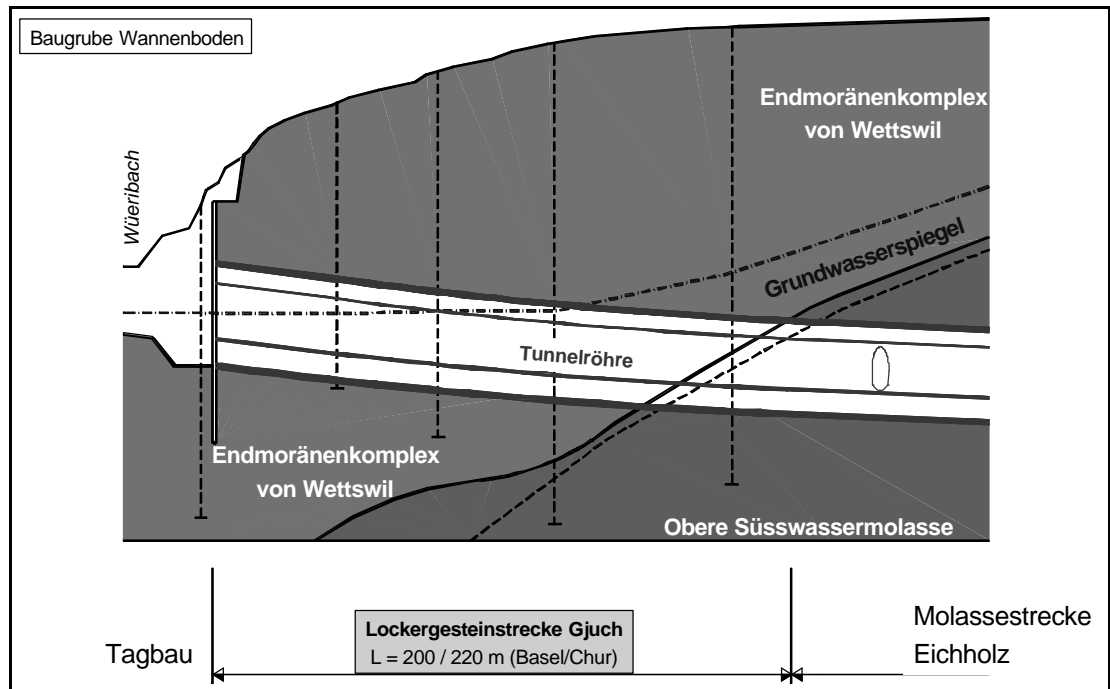 Baugrube Wannenboden
Endmoränenkomplex
von Wettswil
Wüeribach
Grundwasserspiegel
Tunnelröhre
Endmoränenkomplex
von Wettswil
Obere Süsswassermolasse
Tagbau
Lockergesteinstrecke Gjuch
L = 200 / 220 m (Basel/Chur)
Molassestrecke
Eichholz